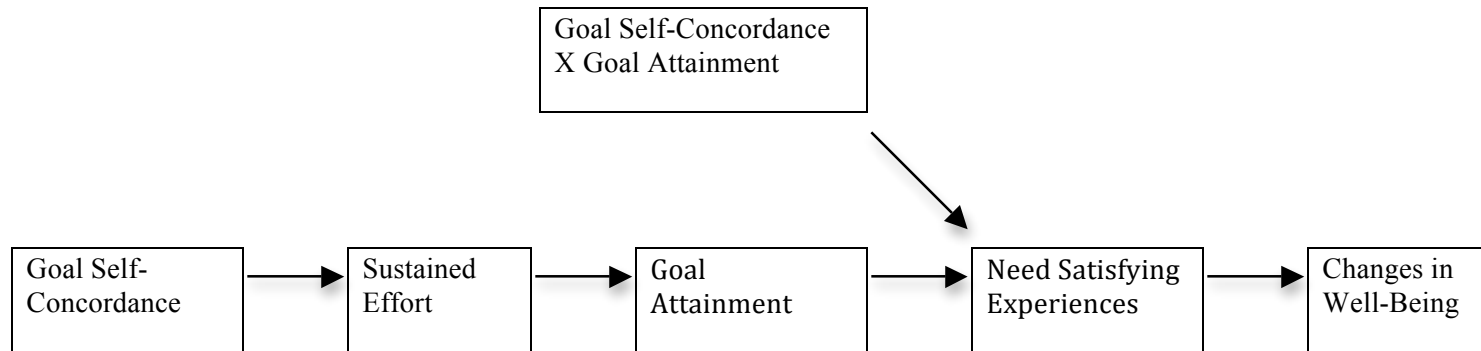 Goal Self-Concordance
X Goal Attainment
Goal Self-
Concordance
Sustained
Effort
Goal
Attainment
Need Satisfying
Experiences
Changes in
Well-Being